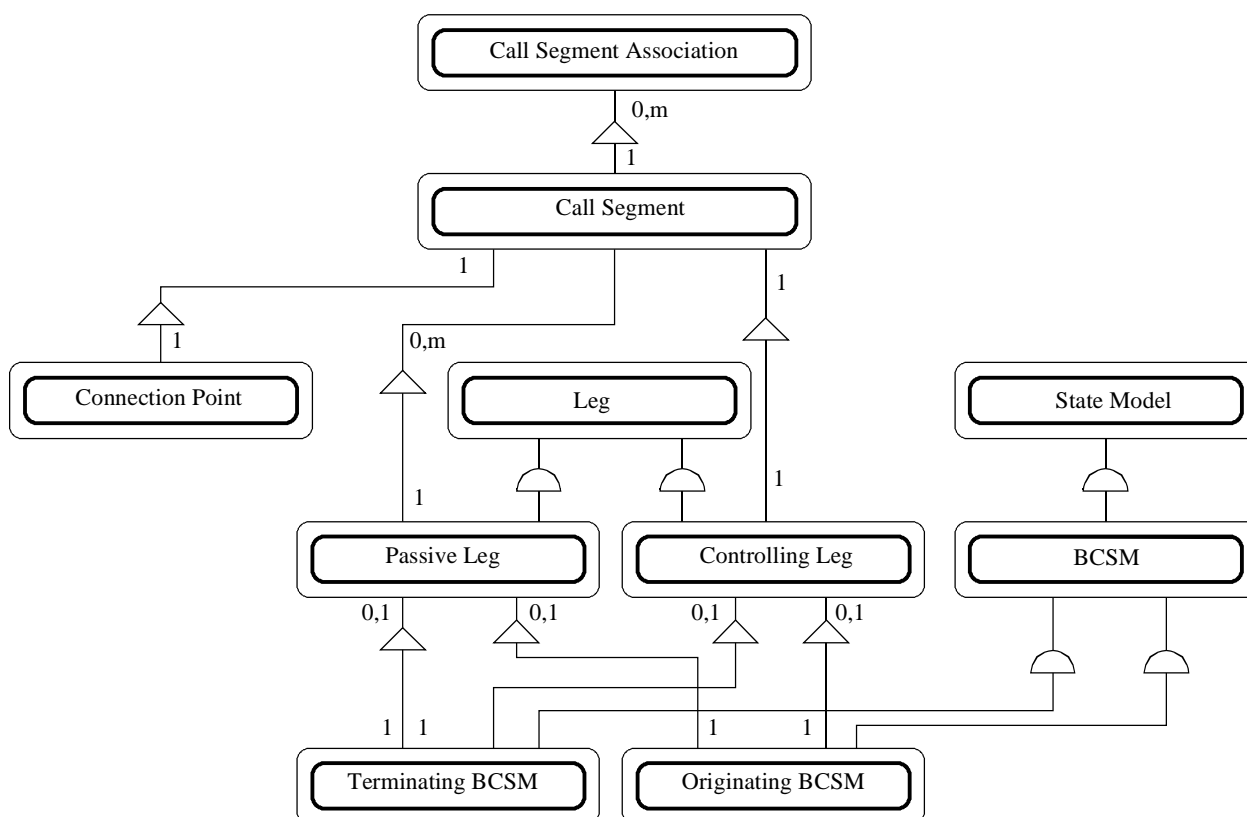 Call Segment Association
0,m
1
Call Segment
1
1
0,m
1
Connection Point
Leg
State Model
1
1
Passive Leg
Controlling Leg
BCSM
0,1
0,1
0,1
0,1
1
1
1
1
Terminating BCSM
Originating BCSM